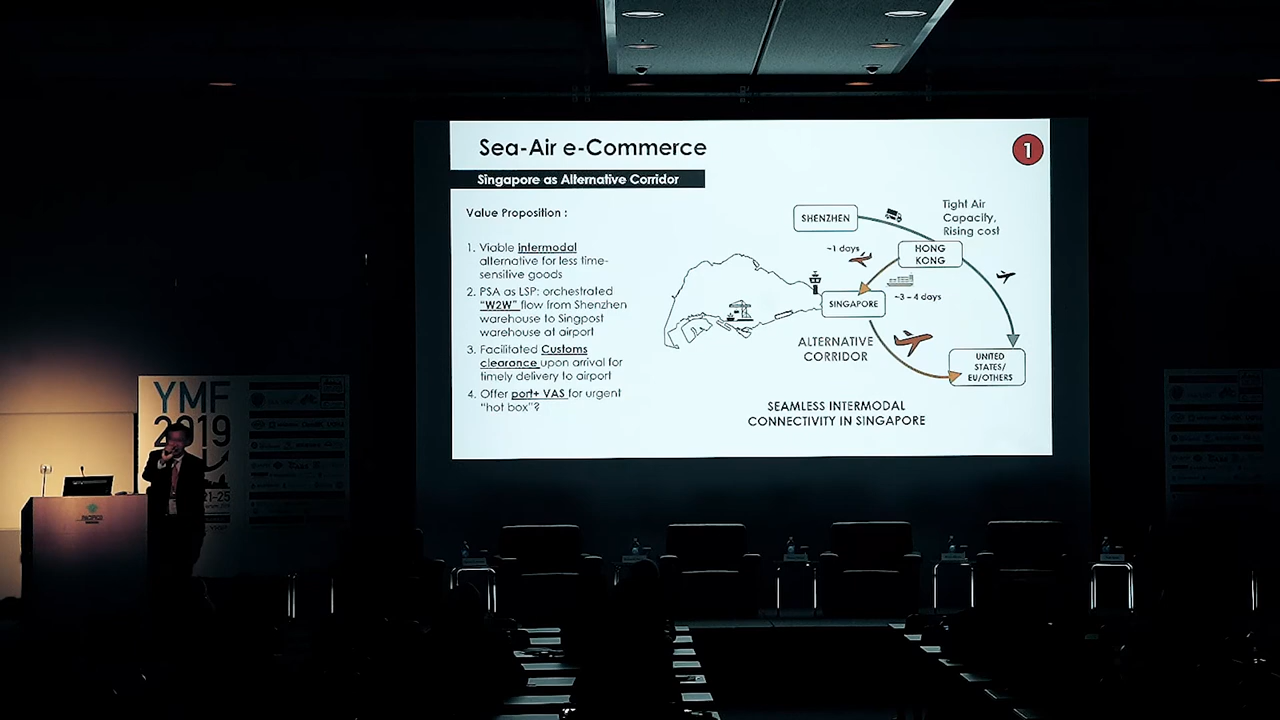 Sea-Air e-Commerce
1
Singapore as Alternative Corridor
Value Proposition :
1. Viable intermodal
alternative for less time-
sensitive goods
2. PSA as LSP: orchestrated
"W2W" flow from Shenzhen
warehouse to Singpost
warehouse at airport
3. Facilitated Customs
clearance upon arrival for
timely delivery to airport
4. Offer port+ VAS for urgent
"hot box"?
SHENZHEN
Tight Air
Capacity,
Rising cost
~1 days
HONG
KONG
~3 – 4 days
SINGAPORE
ALTERNATIVE
CORRIDOR
UNITED
STATES/
EU/OTHERS
SEAMLESS INTERMODAL
CONNECTIVITY IN SINGAPORE
YMF
2019
21-25
PACIFICO